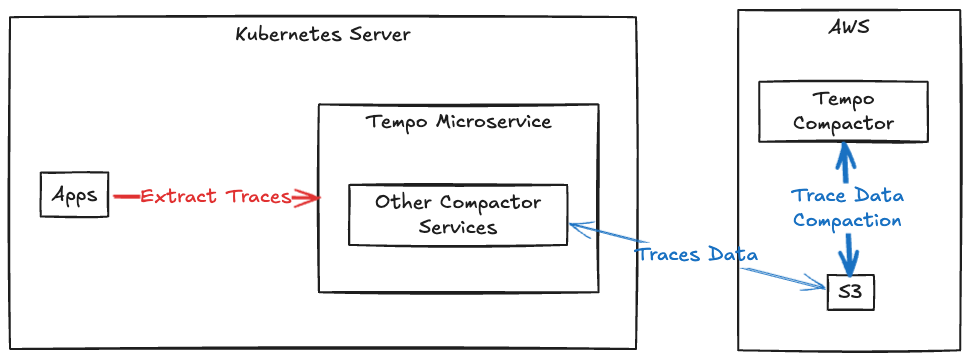 Kubernetes Server
AWS
Tempo
Compactor
Tempo Microservice
Apps
Extract Traces
Other Compactor
Services
Trace Data
Compaction
Traces Data
S3